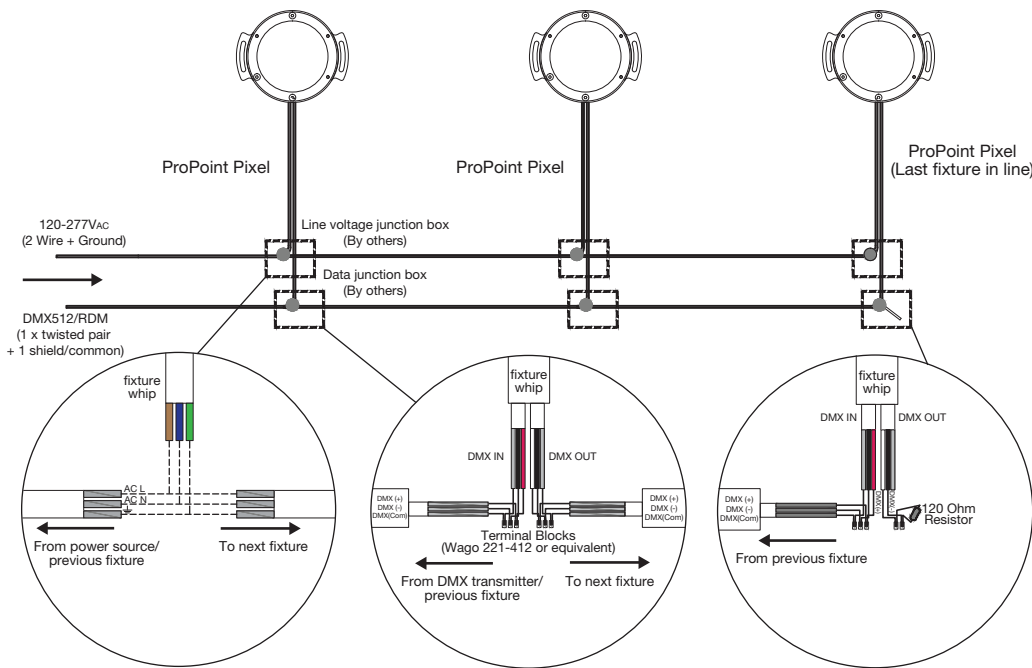 ProPoint Pixel
ProPoint Pixel
ProPoint Pixel
(Last fixture in line)
120-277VAC
(2 Wire + Ground)
Line voltage junction box
(By others)
Data junction box
(By others)
DMX512/RDM
(1 x twisted pair
+ 1 shield/common)
fixture
whip
AC L
AC N
From power source/
previous fixture
To next fixture
fixture
whip
DMX IN
DMX OUT
DMX (+)
DMX (-)
DMX(Com)
DMX (+)
DMX (-)
DMX(Com)
Terminal Blocks
(Wago 221-412 or equivalent)
From DMX transmitter/
previous fixture
To next fixture
fixture
whip
DMX IN
DMX OUT
DMX (+)
DMX (-)
DMX(Com)
DMX(+)
DMX(-)
120 Ohm
Resistor
From previous fixture